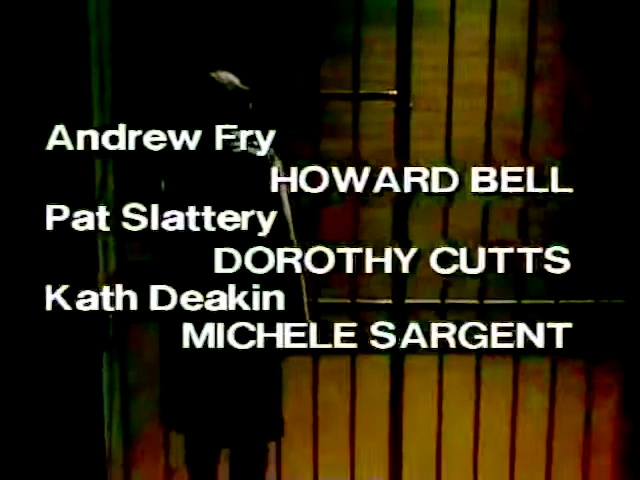 Andrew Fry
HOWARD BELL
Pat Slattery
DOROTHY CUTTS
Kath Deakin
MICHELE SARGENT